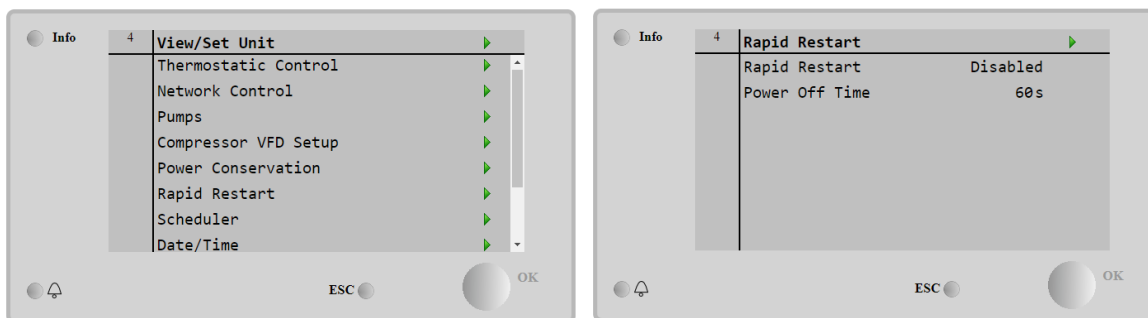 Info
4
View/Set Unit
Thermostatic Control
Network Control
Pumps
Compressor VFD Setup
Power Conservation
Rapid Restart
Scheduler
Date/Time
ESC
OK
Info
4
Rapid Restart
Rapid Restart Disabled
Power Off Time 60s
ESC
OK